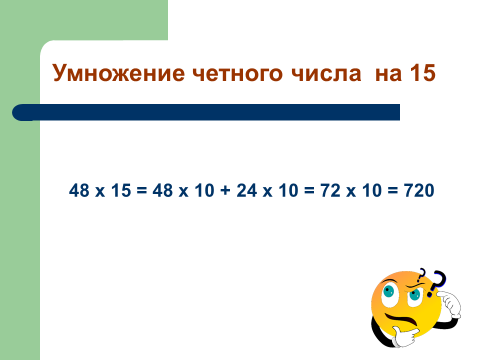 Умножение четного числа на 15
48 х 15 = 48 х 10 + 24 х 10 = 72 х 10 = 720
???